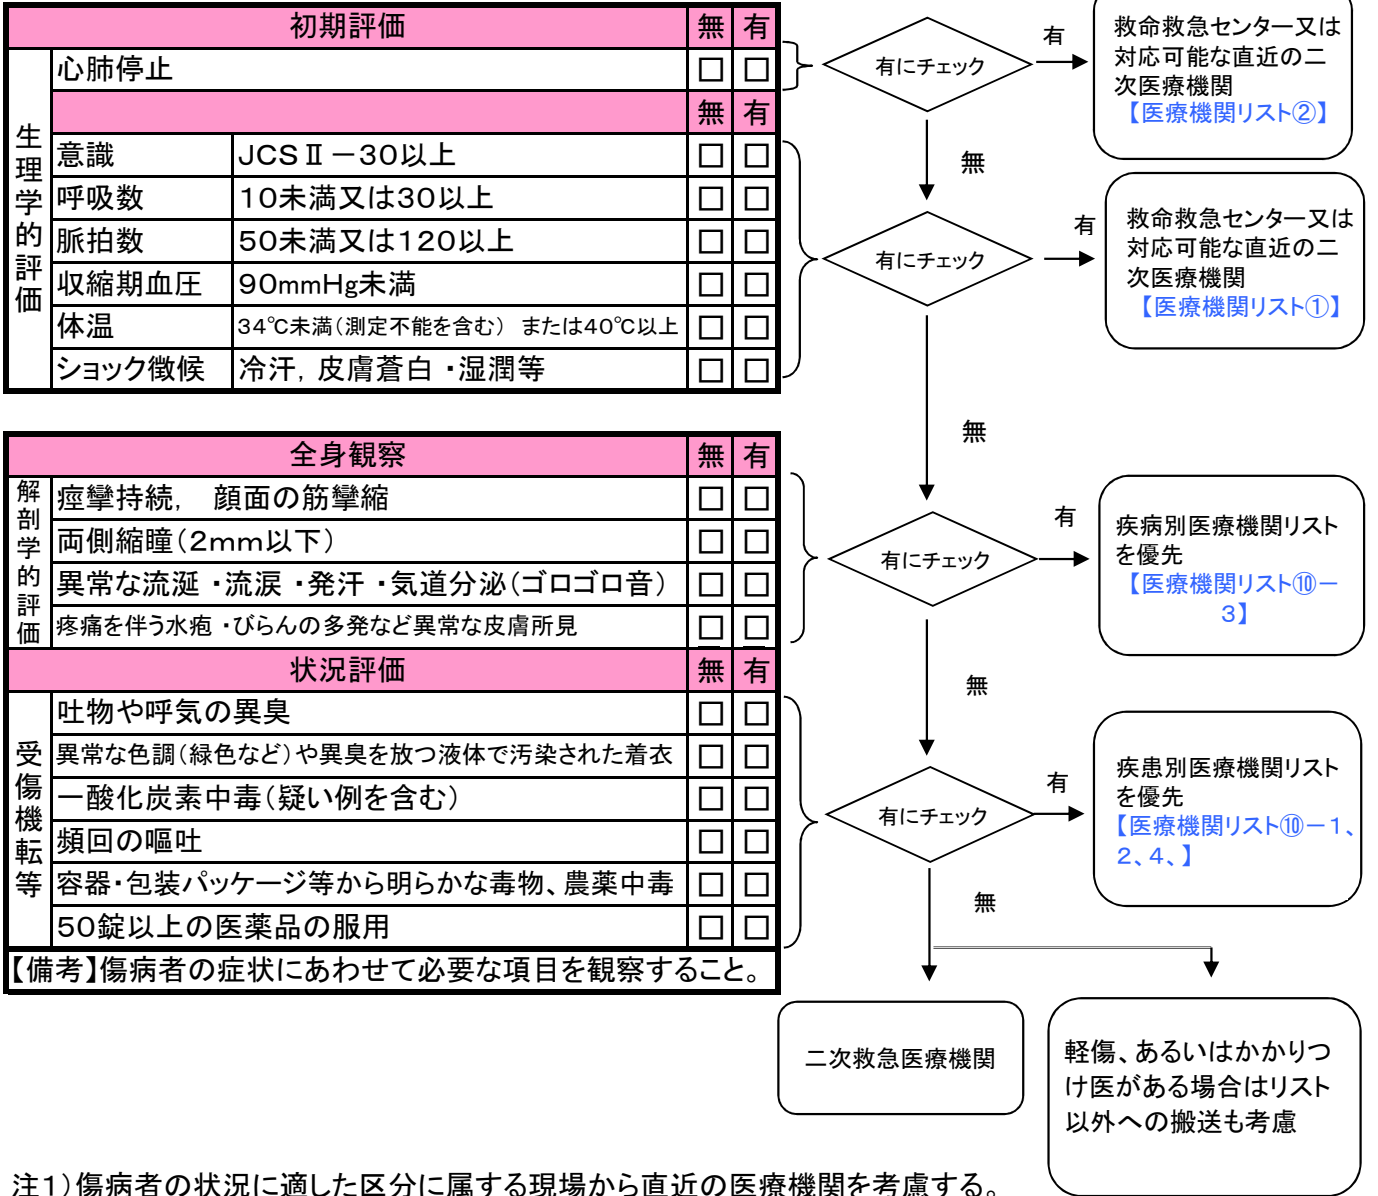 初期評価 無 有
生理学的評価
心肺停止 □ □
無 有
意識 JCSⅡ－30以上 □ □
呼吸数 10未満又は30以上 □ □
脈拍数 50未満又は120以上 □ □
収縮期血圧 90mmHg未満 □ □
体温 34℃未満(測定不能を含む) または40℃以上 □ □
ショック徴候 冷汗，皮膚蒼白・湿潤等 □ □
全身観察 無 有
解剖学的評価
痙攣持続， 顔面の筋攣縮 □ □
両側縮瞳(2mm以下) □ □
異常な流涎・流涙・発汗・気道分泌(ゴロゴロ音) □ □
疼痛を伴う水疱・びらんの多発など異常な皮膚所見 □ □
状況評価 無 有
受傷機転等
吐物や呼気の異臭 □ □
異常な色調(緑色など)や異臭を放つ液体で汚染された着衣 □ □
一酸化炭素中毒(疑い例を含む) □ □
頻回の嘔吐 □ □
容器・包装パッケージ等から明らかな毒物、農薬中毒 □ □
50錠以上の医薬品の服用 □ □
【備考】傷病者の症状にあわせて必要な項目を観察すること。
有にチェック
有
救命救急センター又は
対応可能な直近の二
次医療機関
【医療機関リスト②】
無
有にチェック
有
救命救急センター又は
対応可能な直近の二
次医療機関
【医療機関リスト①】
無
有にチェック
有
疾病別医療機関リスト
を優先
【医療機関リスト⑩－
3】
無
有にチェック
有
疾患別医療機関リスト
を優先
【医療機関リスト⑩－1、
2、4、】
無
二次救急医療機関
軽傷、あるいはかかりつ
け医がある場合はリスト
以外への搬送も考慮
注1)傷病者の状況に適した区分に属する現場から直近の医療機関を考慮する。